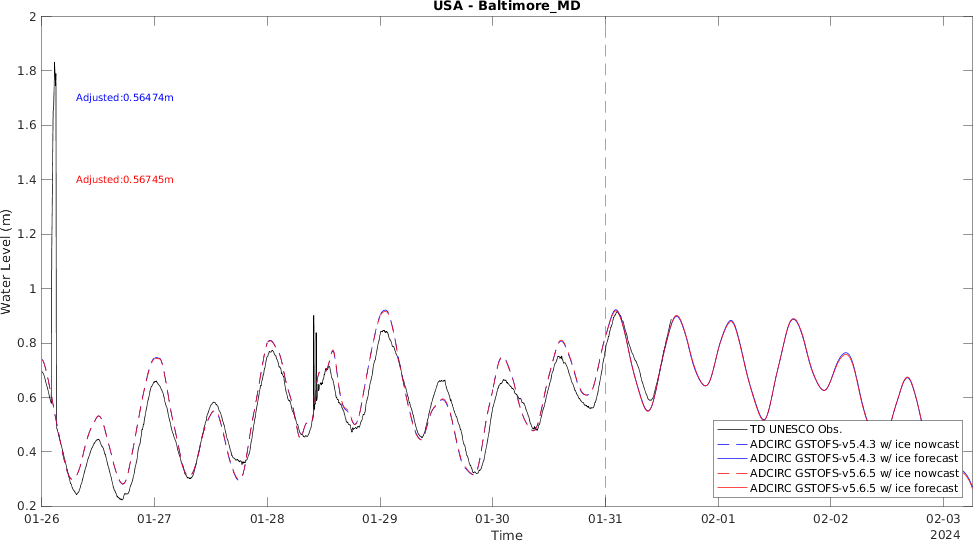 USA - Baltimore_MD
2
1.8
1.6
1.4
1.2
1
0.8
0.6
0.4
0.2
Water Level (m)
Adjusted:0.56474m
Adjusted:0.56745m
TD UNESCO Obs.
ADCIRC GSTOFS-v5.4.3 w/ ice nowcast
ADCIRC GSTOFS-v5.4.3 w/ ice forecast
ADCIRC GSTOFS-v5.6.5 w/ ice nowcast
ADCIRC GSTOFS-v5.6.5 w/ ice forecast
01-26 01-27 01-28 01-29 01-30 01-31 02-01 02-02 02-03
Time
2024